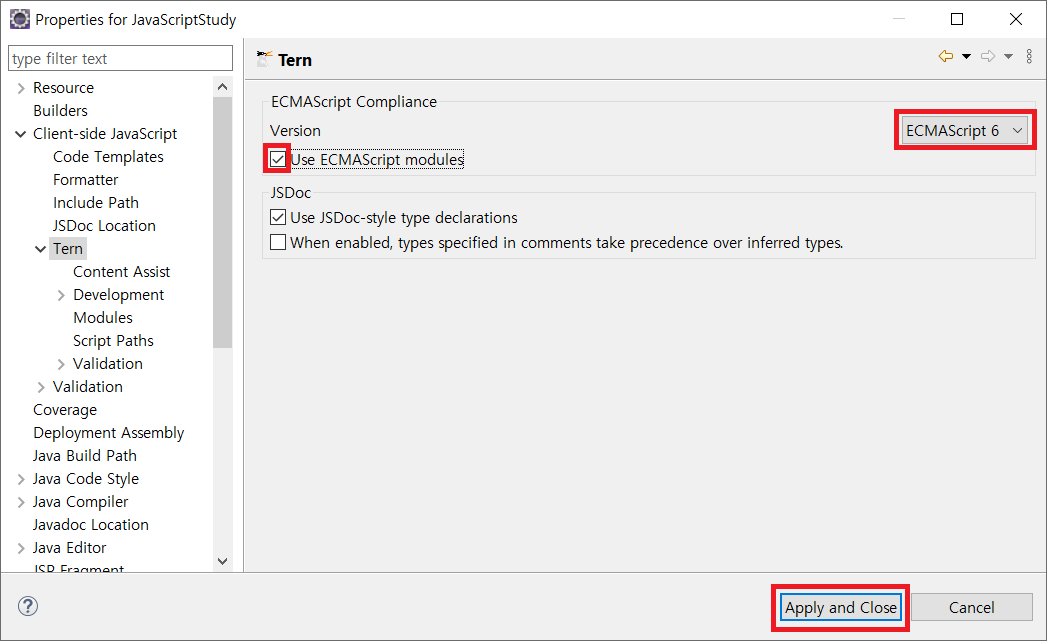 Properties for JavaScriptStudy
type filter text
Resource
Builders
Client-side JavaScript
Code Templates
Formatter
Include Path
JSDoc Location
Tern
Content Assist
Development
Modules
Script Paths
Validation
Validation
Coverage
Deployment Assembly
Java Build Path
Java Code Style
Java Compiler
Javadoc Location
Java Editor
JSP Fragment
Tern
ECMAScript Compliance
Version
ECMAScript 6
Use ECMAScript modules
JSDoc
Use JSDoc-style type declarations
When enabled, types specified in comments take precedence over inferred types.
?
Apply and Close
Cancel